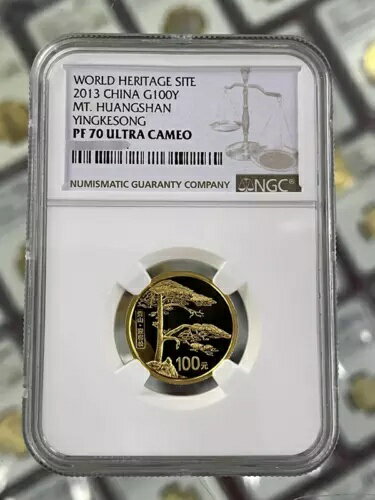 WORLD HERITAGE SITE
2013 CHINA G100Y
MT. HUANGSHAN
YINGKESONG
PF 70 ULTRA CAMEO
NUMISMATIC GUARANTY COMPANY NGC®
100元